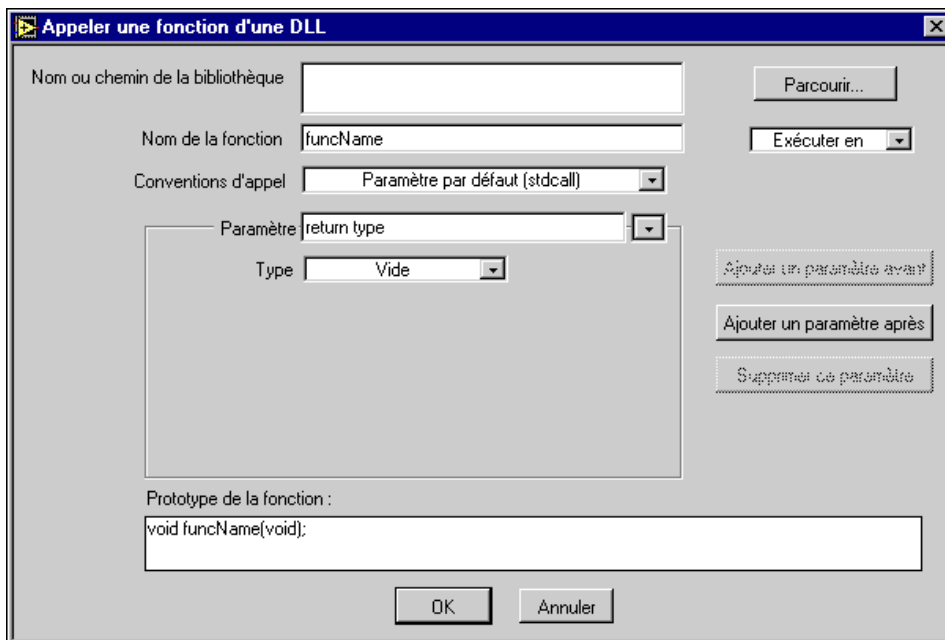 Appeler une fonction d'une DLL
Nom ou chemin de la bibliothèque
Parcourir...
Nom de la fonction
funcName
Exécuter en
Conventions d'appel
Paramètre par défaut (stdcall)
Paramètre
return type
Type
Vide
Ajouter un paramètre avant
Ajouter un paramètre après
Supprimer ce paramètre
Prototype de la fonction :
void funcName(void);
OK
Annuler